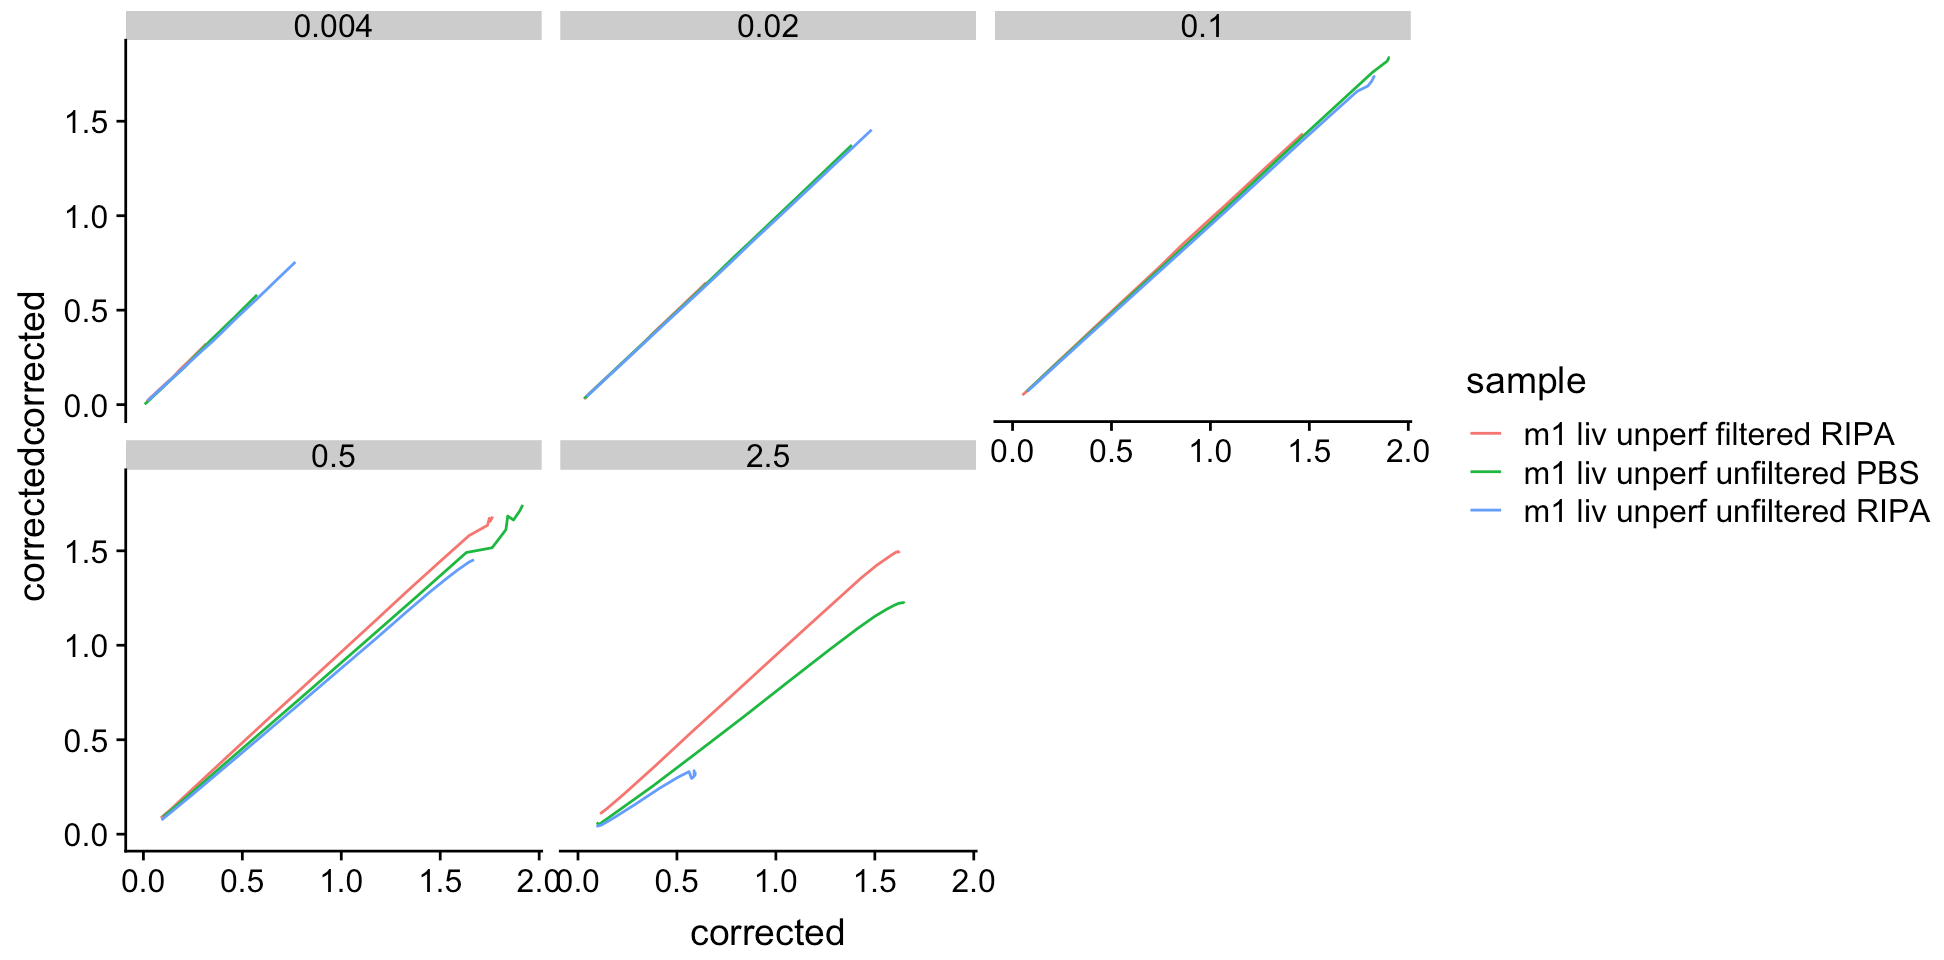 0.004
0.02
0.1
1.5
1.0
0.5
0.0
0.0 0.5 1.0 1.5 2.0
0.5
2.5
1.5
1.0
0.5
0.0
0.0 0.5 1.0 1.5 2.0
0.0 0.5 1.0 1.5 2.0
correctedcorrected
corrected
sample
m1 liv unperf filtered RIPA
m1 liv unperf unfiltered PBS
m1 liv unperf unfiltered RIPA